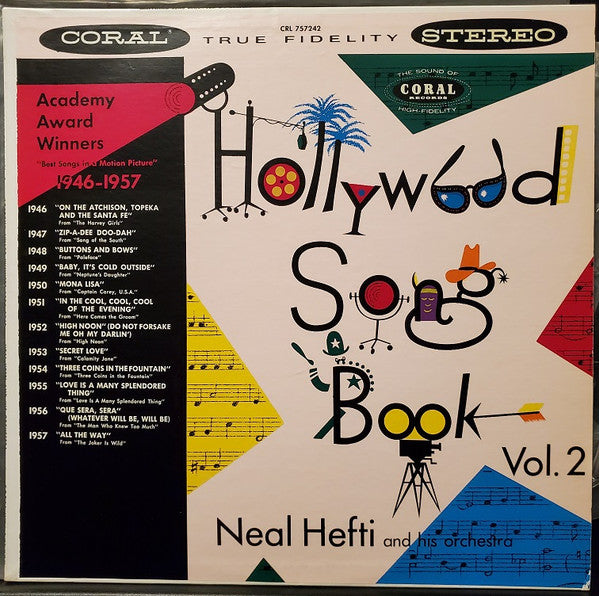 CORAL TRUE FIDELITY CRL 757242 STEREO
THE SOUND OF
CORAL
RECORDS
HIGH-FIDELITY
Academy
Award
Winners
"Best Songs in a Motion Picture"
1946-1957
1946 "ON THE ATCHISON, TOPEKA
AND THE SANTA FE"
From "The Harvey Girls"
1947 "ZIP-A-DEE DOO-DAH"
From "Song of the South"
1948 "BUTTONS AND BOWS"
From "Paleface"
1949 "BABY, IT'S COLD OUTSIDE"
From "Neptune's Daughter"
1950 "MONA LISA"
From "Captain Carey, U.S.A."
1951 "IN THE COOL, COOL, COOL
OF THE EVENING"
From "Here Comes the Groom"
1952 "HIGH NOON" (DO NOT FORSAKE
ME OH MY DARLIN')
From "High Noon"
1953 "SECRET LOVE"
From "Calamity Jane"
1954 "THREE COINS IN THE FOUNTAIN"
From "Three Coins in the Fountain"
1955 "LOVE IS A MANY SPLENDORED
THING"
From "Love Is A Many Splendored Thing"
1956 "QUE SERA, SERA"
(WHATEVER WILL BE, WILL BE)
From "The Man Who Knew Too Much"
1957 "ALL THE WAY"
From "The Joker Is Wild"
Hollywood
Song
Book
Vol. 2
Neal Hefti and his orchestra